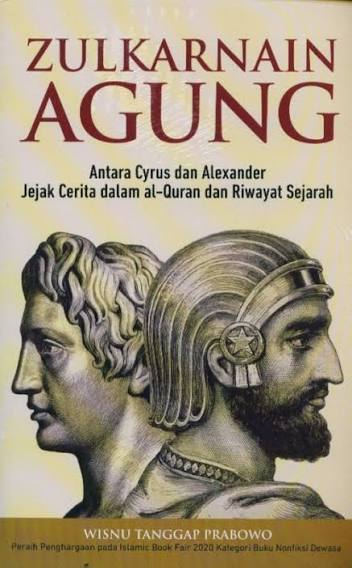 ZULKARNAIN
AGUNG
Antara Cyrus dan Alexander
Jejak Cerita dalam al-Quran dan Riwayat Sejarah
WISNU TANGGAP PRABOWO
Peraih Penghargaan pada Islamic Book Fair 2020 Kategori Buku Nonfiksi Dewasa